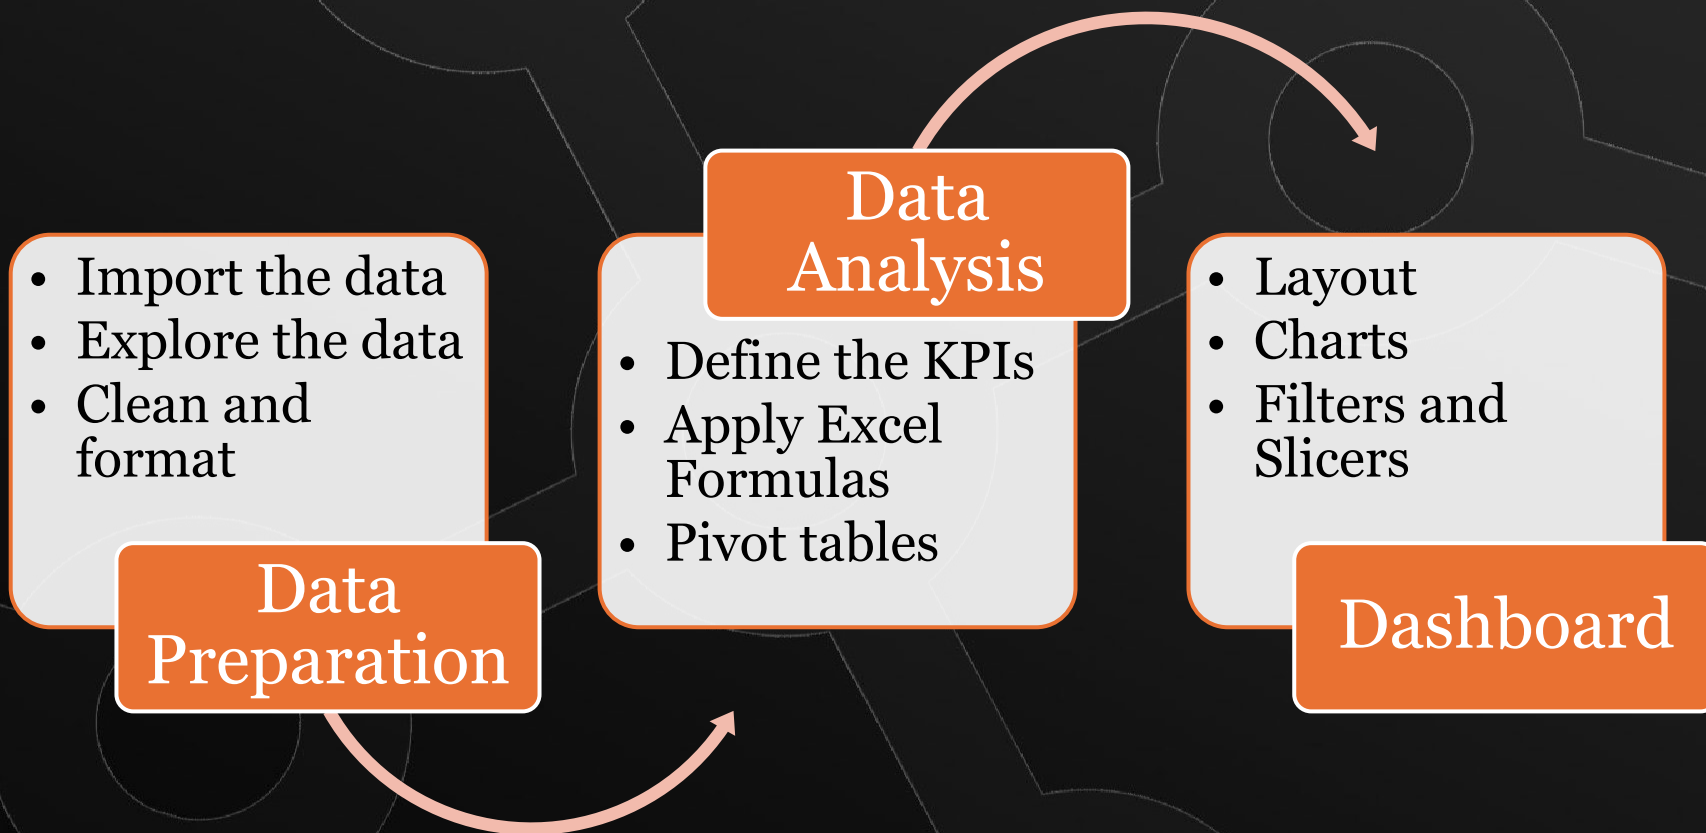 • Import the data
• Explore the data
• Clean and
format
Data
Preparation
Data
Analysis
• Define the KPIs
• Apply Excel
Formulas
• Pivot tables
• Layout
• Charts
• Filters and
Slicers
Dashboard